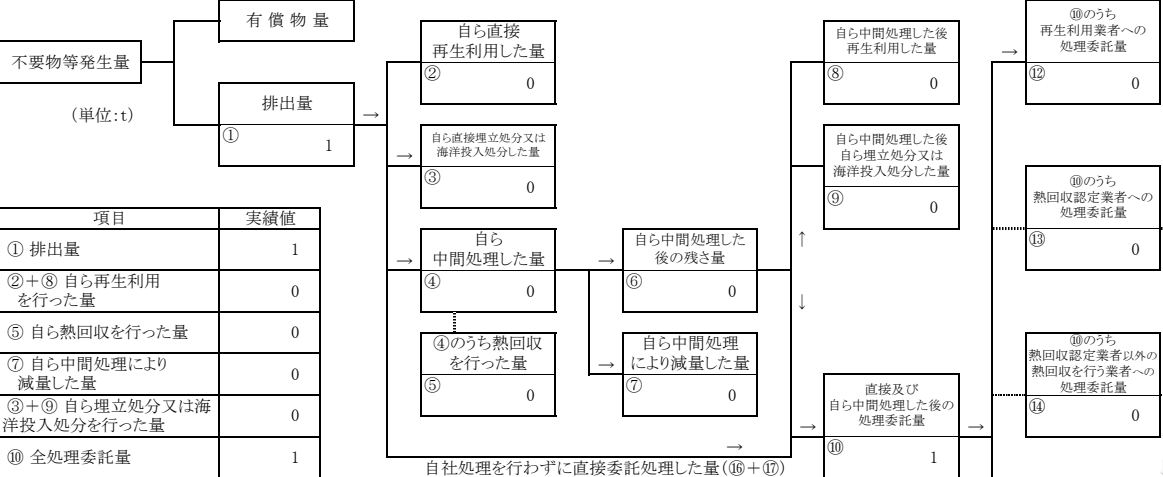 不要物等発生量
(単位:t)
有 償 物 量
排出量
①
1
→
自ら直接
再生利用した量
②
0
→
自ら直接埋立処分又は
海洋投入処分した量
③
0
→
自ら
中間処理した量
④
0
④のうち熱回収
を行った量
⑤
0
→
自ら中間処理した
後の残さ量
⑥
0
→
自ら中間処理
により減量した量
⑦
0
→
自社処理を行わずに直接委託処理した量(⑯+⑰)
自ら中間処理した後
再生利用した量
⑧
0
自ら中間処理した後
自ら埋立処分又は
海洋投入処分した量
⑨
0
↑
↓
→
直接及び
自ら中間処理した後の
処理委託量
⑩
1
→
→
⑩のうち
再生利用業者への
処理委託量
⑫
0
⑩のうち
熱回収認定業者への
処理委託量
⑬
0
⑩のうち
熱回収認定業者以外の
熱回収を行う業者への
処理委託量
⑭
0
項目 実績値
① 排出量 1
②+⑧ 自ら再生利用
を行った量 0
⑤ 自ら熱回収を行った量 0
⑦ 自ら中間処理により
減量した量 0
③+⑨ 自ら埋立処分又は海
洋投入処分を行った量 0
⑩ 全処理委託量 1